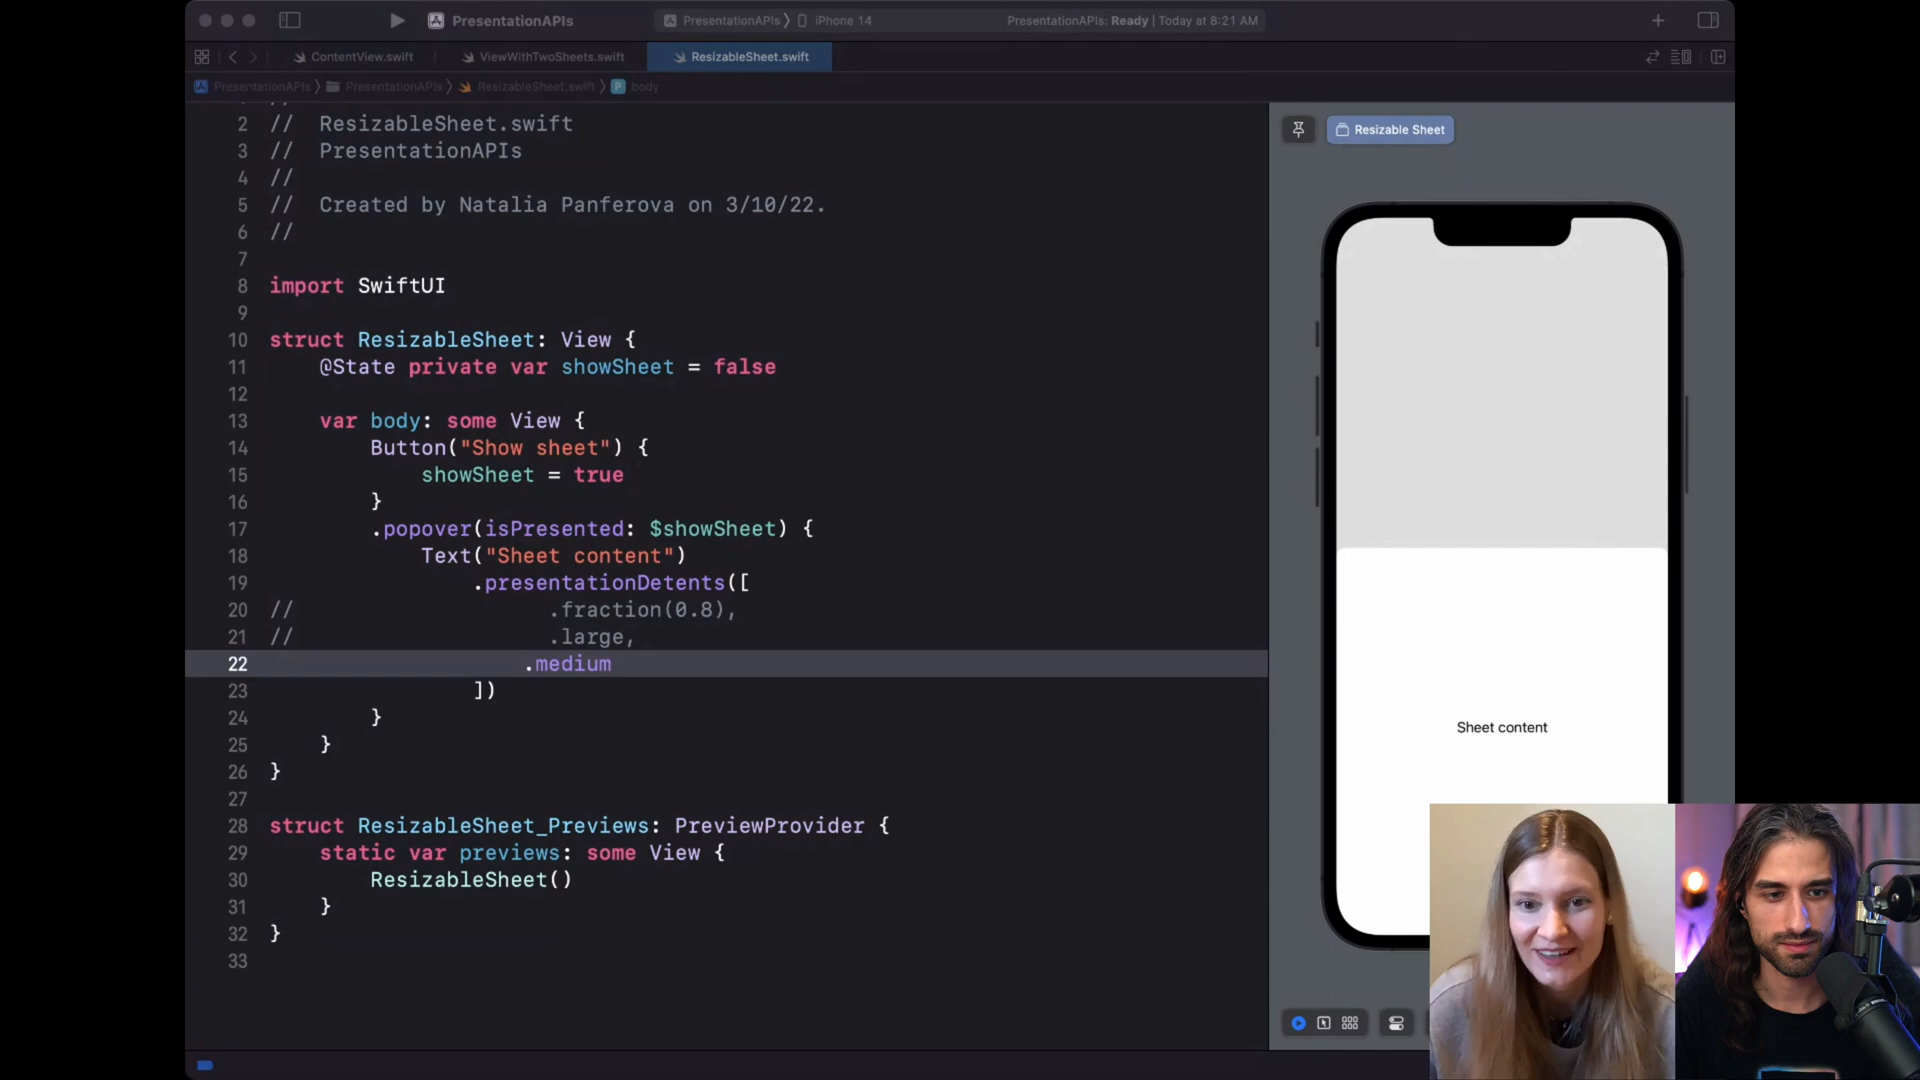 PresentationAPIs
PresentationAPIs
iPhone 14
PresentationAPIs: Ready | Today at 8:21 AM
ContentView.swift
ViewWithTwoSheets.swift
ResizableSheet.swift
PresentationAPIs
PresentationAPIs
ResizableSheet.swift
P
body
2 // ResizableSheet.swift
3 // PresentationAPIs
4 //
5 // Created by Natalia Panferova on 3/10/22.
6 //
7
8 import SwiftUI
9
10 struct ResizableSheet: View {
11 @State private var showSheet = false
12
13 var body: some View {
14 Button("Show sheet") {
15 showSheet = true
16 }
17 .popover(isPresented: $showSheet) {
18 Text("Sheet content")
19 .presentationDetents([
20 // .fraction(0.8),
21 // .large,
22 .medium
23 ])
24 }
25 }
26 }
27
28 struct ResizableSheet_Previews: PreviewProvider {
29 static var previews: some View {
30 ResizableSheet()
31 }
32 }
33
Resizable Sheet
Sheet content